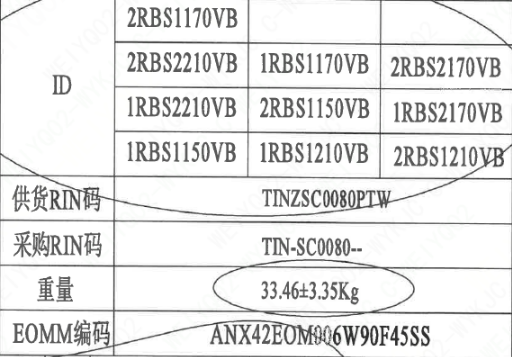 2RBS1170VB
ID
2RBS2210VB 1RBS1170VB 2RBS2170VB
1RBS2210VB 2RBS1150VB 1RBS2170VB
1RBS1150VB 1RBS1210VB 2RBS1210VB
供货RIN码 TINZSC0080PTW
采购RIN码 TIN-SC0080--
重量 33.46±3.35Kg
EOMM编码 ANX42EOM006W90F45SS